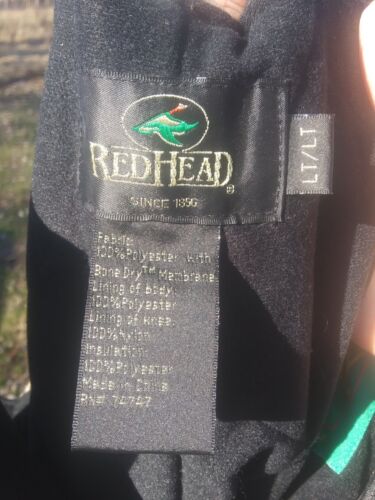 REDHEAD®
SINCE 1856
LT/LT
Fabric:
100%Polyester with
Bone Dry™ Membrane
Lining of body:
100%Polyester
Lining of knee:
100%Nylon
Insulation:
100%Polyester
Made in China
RN# 74747